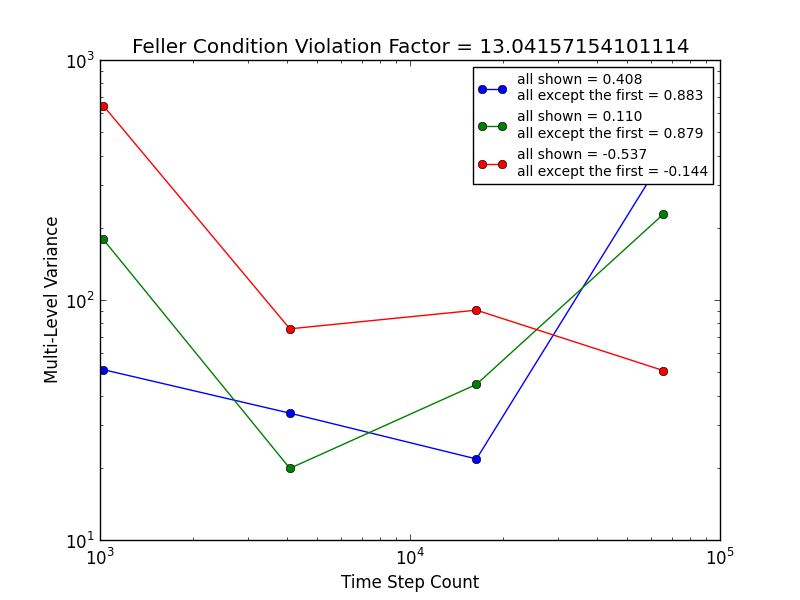 Feller Condition Violation Factor = 13.04157154101114
10³
all shown = 0.408
all except the first = 0.883
all shown = 0.110
all except the first = 0.879
all shown = -0.537
all except the first = -0.144
Multi-Level Variance
10²
10¹
10³ 10⁴ 10⁵
Time Step Count